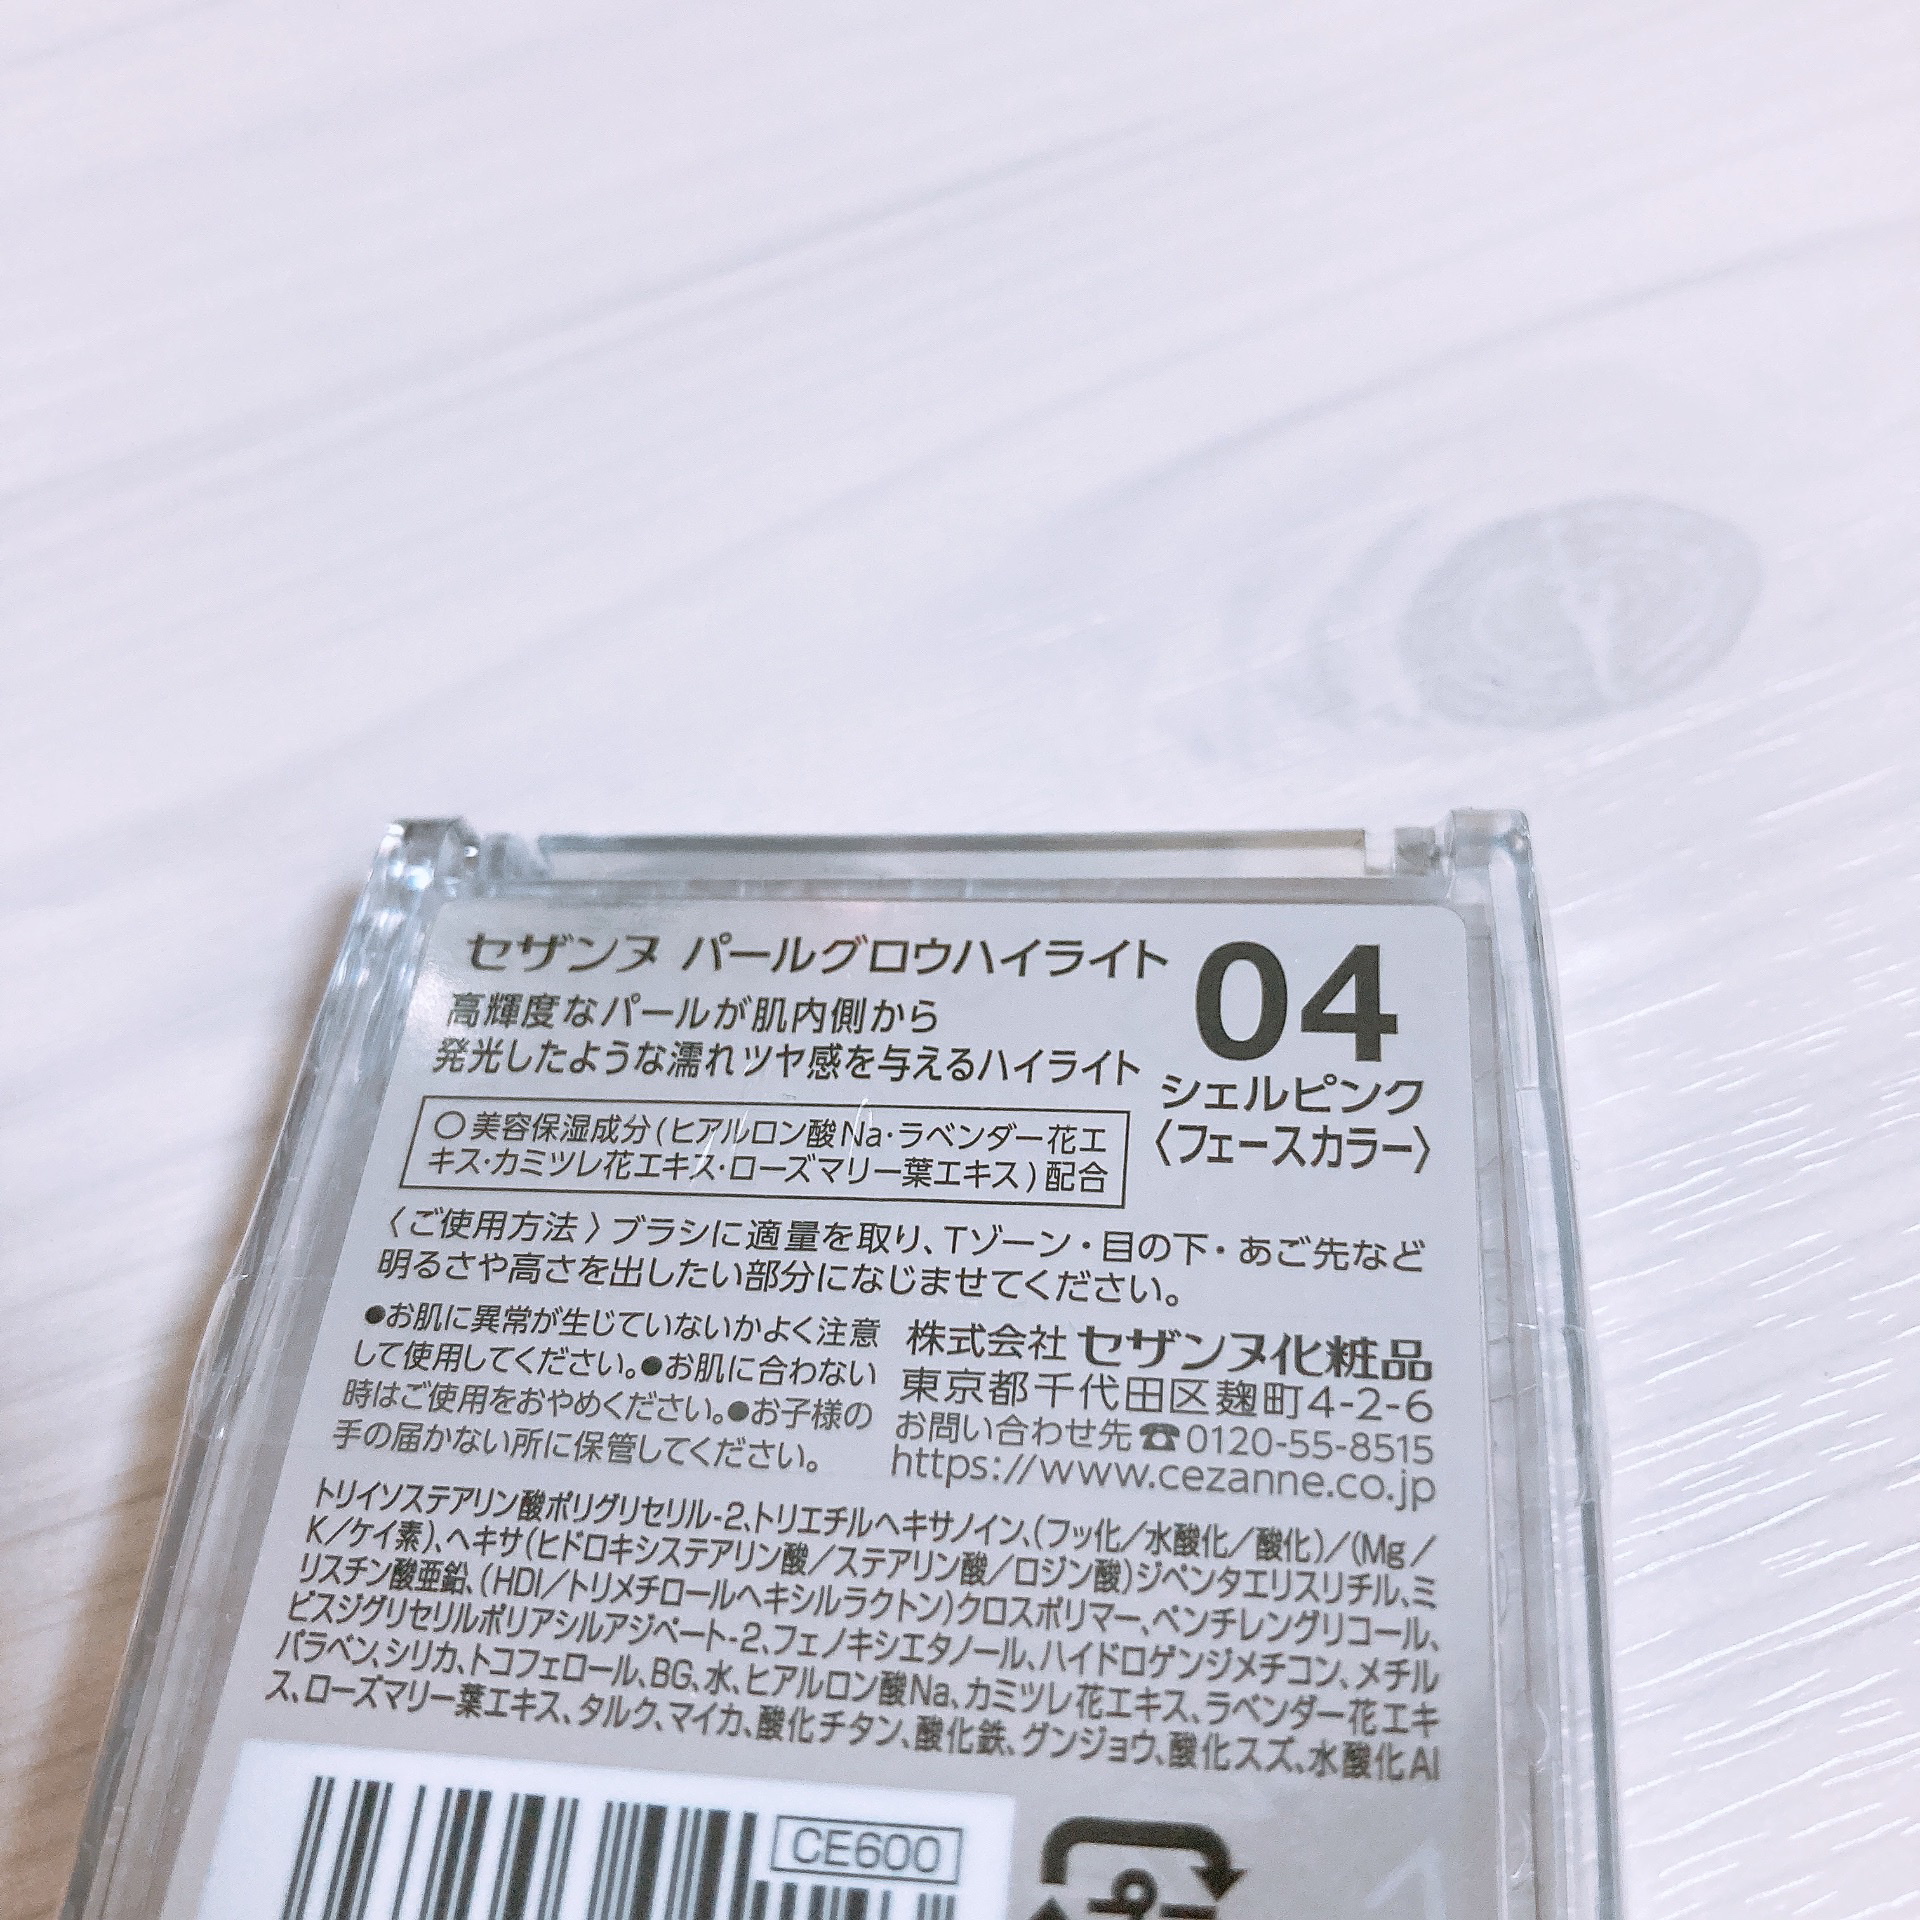 セザンヌ パールグロウハイライト
04
高輝度なパールが肌内側から
発光したような濡れツヤ感を与えるハイライト
シェルピンク
〈フェースカラー〉
○美容保湿成分(ヒアルロン酸Na・ラベンダー花エ
キス・カミツレ花エキス・ローズマリー葉エキス)配合
〈ご使用方法〉ブラシに適量を取り、Tゾーン・目の下・あご先など
明るさや高さを出したい部分になじませてください。
●お肌に異常が生じていないかよく注意
して使用してください。●お肌に合わない
時はご使用をおやめください。●お子様の
手の届かない所に保管してください。
株式会社 セザンヌ化粧品
東京都千代田区麹町4-2-6
お問い合わせ先☎0120-55-8515
https://www.cezanne.co.jp
トリイソステアリン酸ポリグリセリル-2、トリエチルヘキサノイン、(フッ化/水酸化/酸化)/(Mg/
K/ケイ素)、ヘキサ(ヒドロキシステアリン酸/ステアリン酸/ロジン酸)ジペンタエリスリチル、ミ
リスチン酸亜鉛、(HDI/トリメチロールヘキシルラクトン)クロスポリマー、ペンチレングリコール、
ビスジグリセリルポリアシルアジペート-2、フェノキシエタノール、ハイドロゲンジメチコン、メチル
パラベン、シリカ、トコフェロール、BG、水、ヒアルロン酸Na、カミツレ花エキス、ラベンダー花エキ
ス、ローズマリー葉エキス、タルク、マイカ、酸化チタン、酸化鉄、グンジョウ、酸化スズ、水酸化Al
CE600